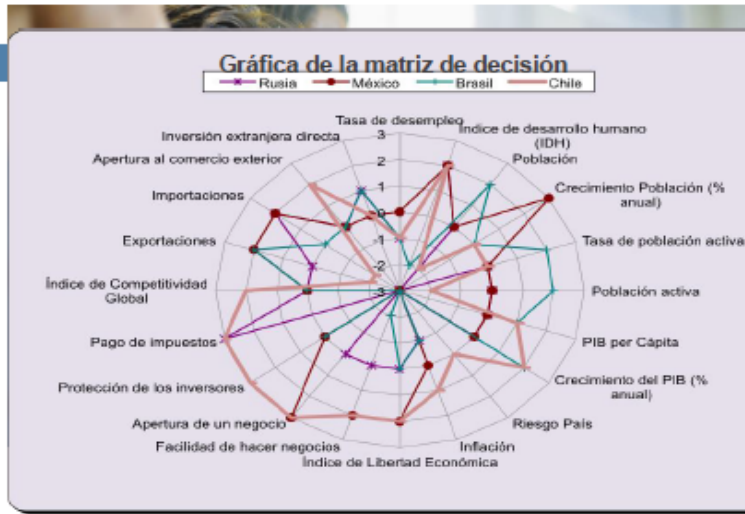 Gráfica de la matriz de decisión
Rusia México Brasil Chile
Tasa de desempleo
Inversión extranjera directa
Índice de desarrollo humano
(IDH)
Apertura al comercio exterior
Población
Importaciones
Crecimiento Población (%
anual)
Exportaciones
Tasa de población activa
Índice de Competitividad
Global
Población activa
Pago de impuestos
PIB per Cápita
Protección de los inversores
Crecimiento del PIB (%
anual)
Apertura de un negocio
Riesgo País
Facilidad de hacer negocios
Inflación
Índice de Libertad Económica
3
2
1
0
-1
-2
-3